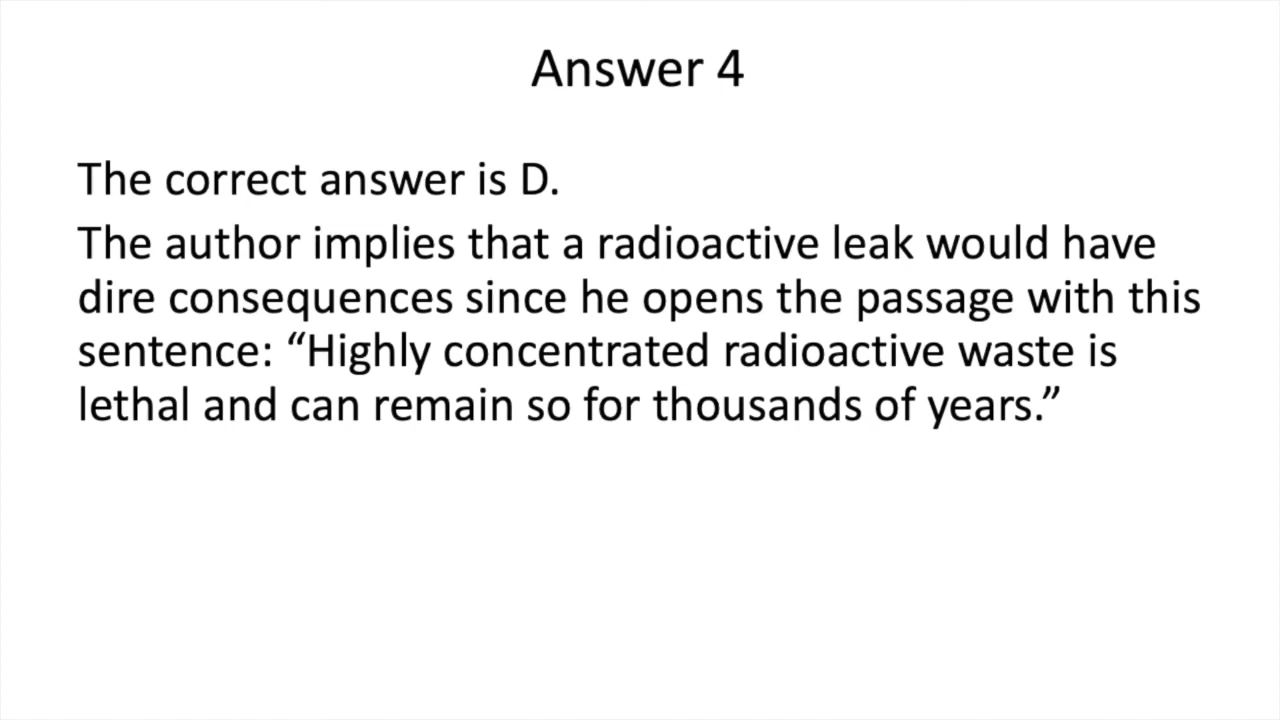 Answer 4
The correct answer is D.
The author implies that a radioactive leak would have
dire consequences since he opens the passage with this
sentence: “Highly concentrated radioactive waste is
lethal and can remain so for thousands of years.”